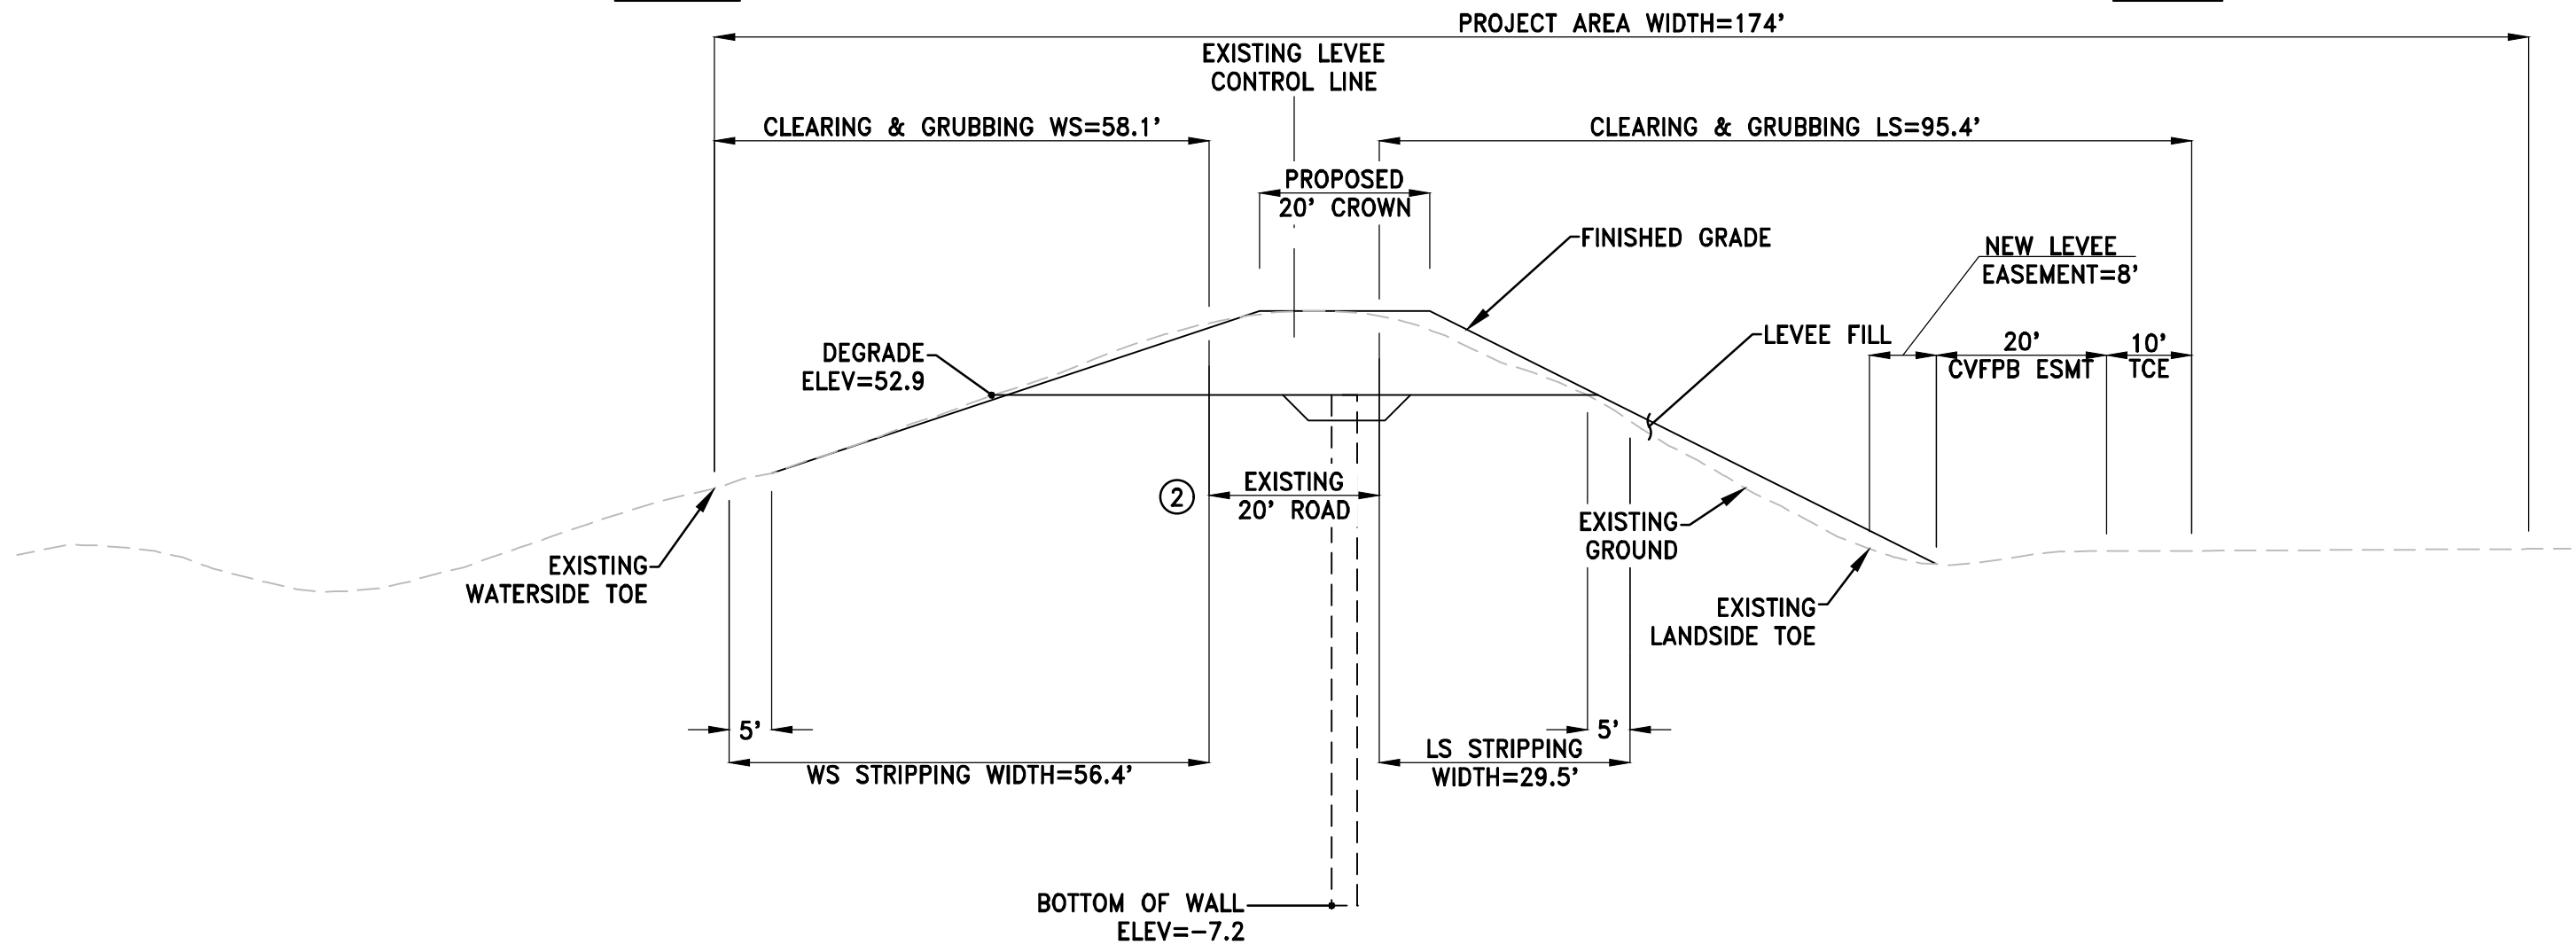 PROJECT AREA WIDTH=174'
EXISTING LEVEE
CONTROL LINE
CLEARING & GRUBBING WS=58.1'
CLEARING & GRUBBING LS=95.4'
PROPOSED
20' CROWN
FINISHED GRADE
NEW LEVEE
EASEMENT=8'
LEVEE FILL
20'
CVFPB ESMT
10'
TCE
DEGRADE
ELEV=52.9
2
EXISTING
20' ROAD
EXISTING
GROUND
EXISTING
WATERSIDE TOE
EXISTING
LANDSIDE TOE
5'
5'
WS STRIPPING WIDTH=56.4'
LS STRIPPING
WIDTH=29.5'
BOTTOM OF WALL
ELEV=-7.2